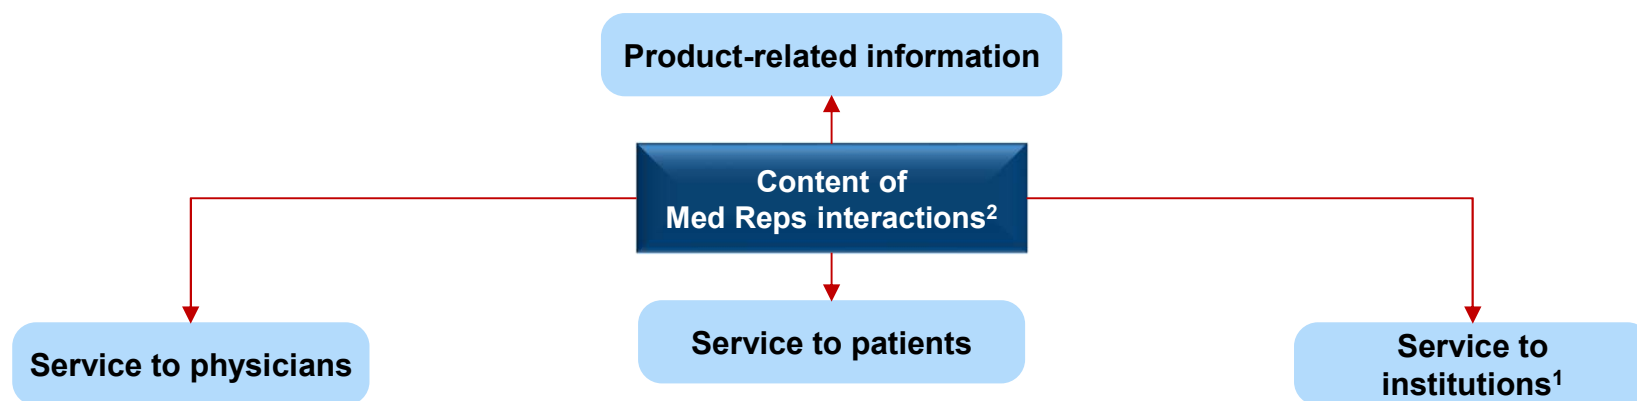 Product-related information
Content of
Med Reps interactions²
Service to physicians
Service to patients
Service to
institutions¹